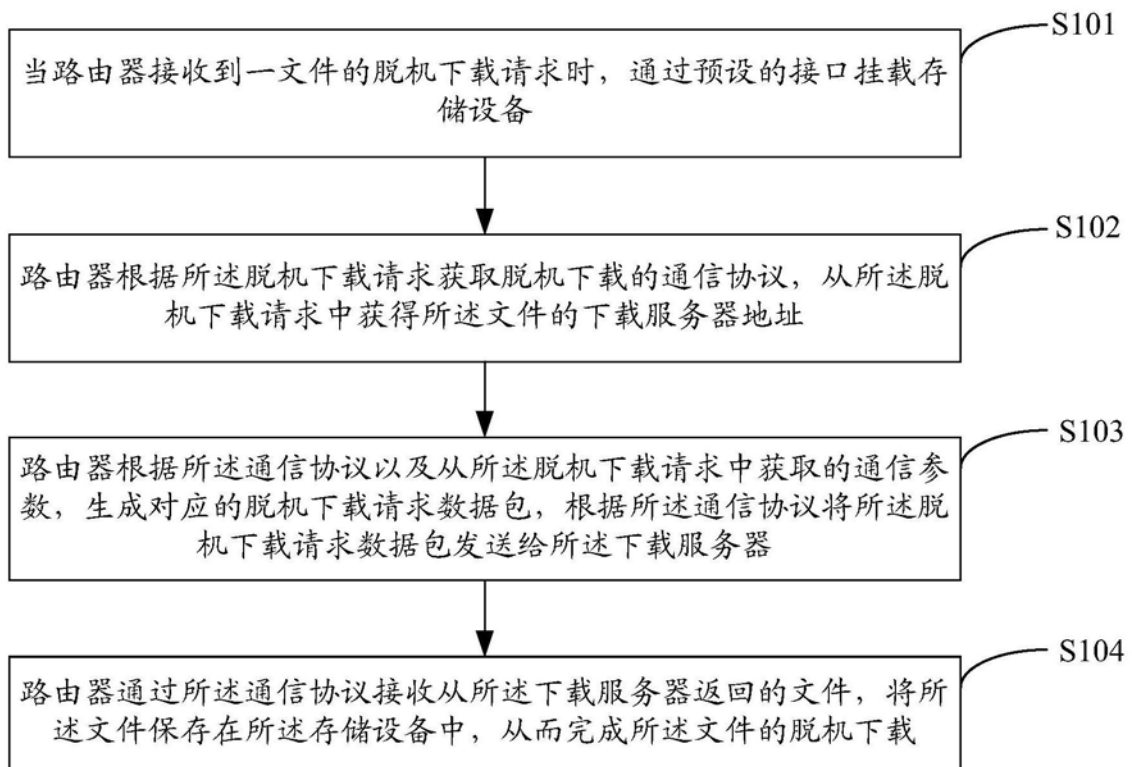 S101
当路由器接收到一文件的脱机下载请求时，通过预设的接口挂载存
储设备
S102
路由器根据所述脱机下载请求获取脱机下载的通信协议，从所述脱
机下载请求中获得所述文件的下载服务器地址
S103
路由器根据所述通信协议以及从所述脱机下载请求中获取的通信参
数，生成对应的脱机下载请求数据包，根据所述通信协议将所述脱
机下载请求数据包发送给所述下载服务器
S104
路由器通过所述通信协议接收从所述下载服务器返回的文件，将所
述文件保存在所述存储设备中，从而完成所述文件的脱机下载